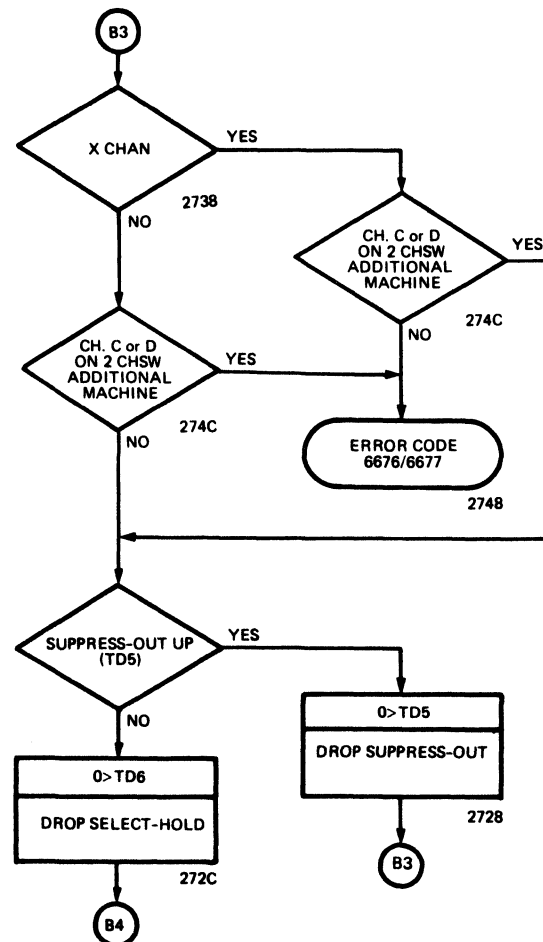 B3
X CHAN
YES
2738
NO
CH. C or D
ON 2 CHSW
ADDITIONAL
MACHINE
YES
274C
NO
CH. C or D
ON 2 CHSW
ADDITIONAL
MACHINE
YES
274C
NO
ERROR CODE
6676/6677
2748
SUPPRESS-OUT UP
(TD5)
YES
NO
0>TD5
DROP SUPPRESS-OUT
2728
B3
0>TD6
DROP SELECT-HOLD
272C
B4